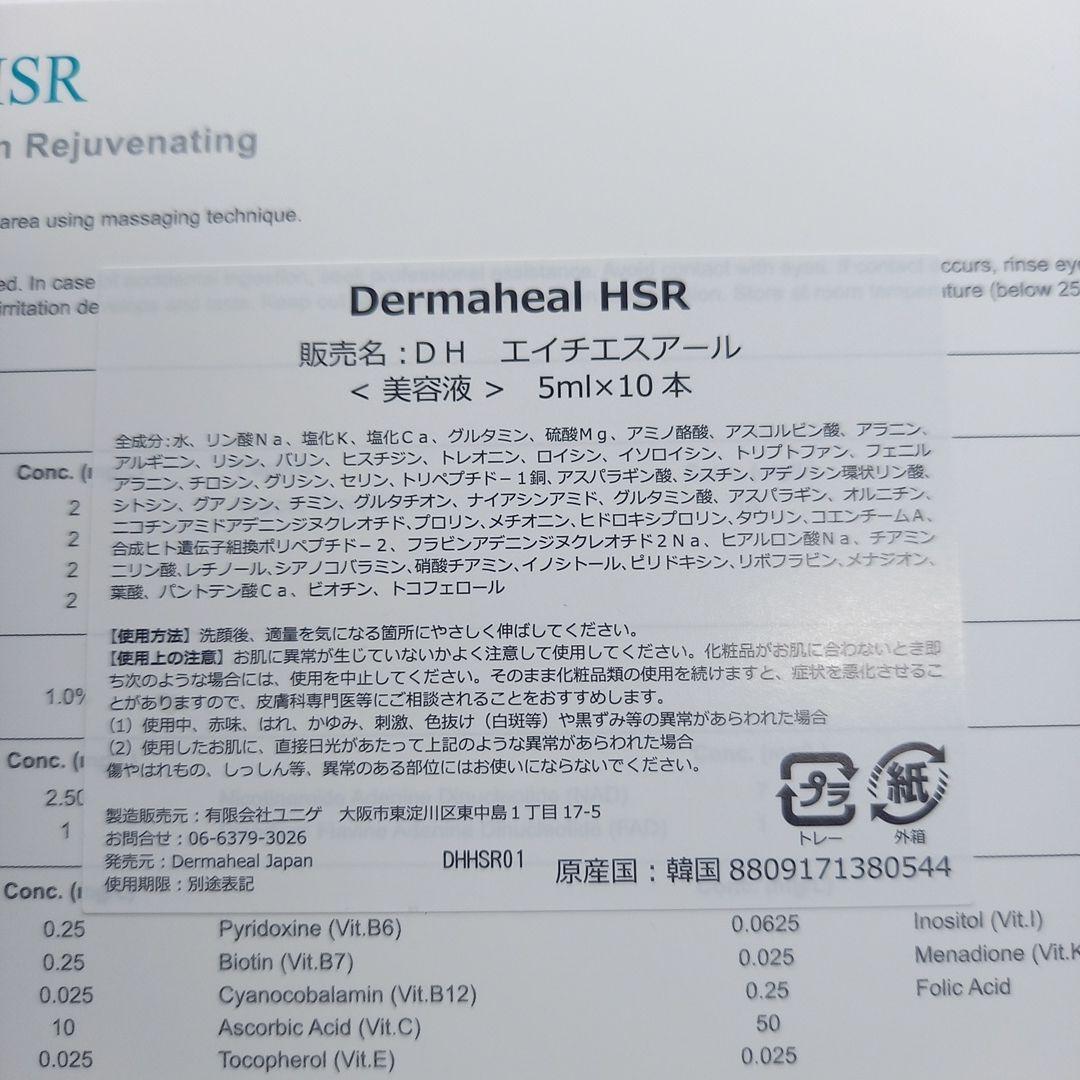 HSR
n Rejuvenating
area using massaging technique.
ed. In case of accidental ingestion, seek professional assistance. Avoid contact with eyes. If contact occurs, rinse eye
irritation de
ture (below 25
Dermaheal HSR
販売名：ＤＨ　エイチエスアール
＜ 美容液 ＞　5ml×10 本
全成分：水、リン酸Ｎａ、塩化Ｋ、塩化Ｃａ、グルタミン、硫酸Ｍｇ、アミノ酪酸、アスコルビン酸、アラニン、
アルギニン、リシン、バリン、ヒスチジン、トレオニン、ロイシン、イソロイシン、トリプトファン、フェニル
アラニン、チロシン、グリシン、セリン、トリペプチド－１銅、アスパラギン酸、シスチン、アデノシン環状リン酸、
シトシン、グアノシン、チミン、グルタチオン、ナイアシンアミド、グルタミン酸、アスパラギン、オルニチン、
ニコチンアミドアデニンジヌクレオチド、プロリン、メチオニン、ヒドロキシプロリン、タウリン、コエンチームＡ、
合成ヒト遺伝子組換ポリペプチド－２、フラビンアデニンジヌクレオチド２Ｎａ、ヒアルロン酸Ｎａ、チアミン
ニリン酸、レチノール、シアノコバラミン、硝酸チアミン、イノシトール、ピリドキシン、リボフラビン、メナジオン、
葉酸、パントテン酸Ｃａ、ビオチン、トコフェロール
【使用方法】洗顔後、適量を気になる箇所にやさしく伸ばしてください。
【使用上の注意】お肌に異常が生じていないかよく注意して使用してください。化粧品がお肌に合わないとき即
ち次のような場合には、使用を中止してください。そのまま化粧品類の使用を続けますと、症状を悪化させるこ
とがありますので、皮膚科専門医等にご相談されることをおすすめします。
（1）使用中、赤味、はれ、かゆみ、刺激、色抜け（白斑等）や黒ずみ等の異常があらわれた場合
（2）使用したお肌に、直接日光があたって上記のような異常があらわれた場合
傷やはれもの、しっしん等、異常のある部位にはお使いにならないでください。
製造販売元：有限会社ユニゲ　大阪市東淀川区東中島１丁目 17-5
お問合せ：06-6379-3026
発売元：Dermaheal Japan
使用期限：別途表記
DHHSR01
原産国：韓国 8809171380544
プラ
トレー
紙
外箱
Conc. (m
2
2
2
2
1.0%
Conc. (m
2.50
1
Conc. (mg/L)
0.25 Pyridoxine (Vit.B6) 0.0625 Inositol (Vit.I)
0.25 Biotin (Vit.B7) 0.025 Menadione (Vit.K
0.025 Cyanocobalamin (Vit.B12) 0.25 Folic Acid
10 Ascorbic Acid (Vit.C) 50
0.025 Tocopherol (Vit.E) 0.025